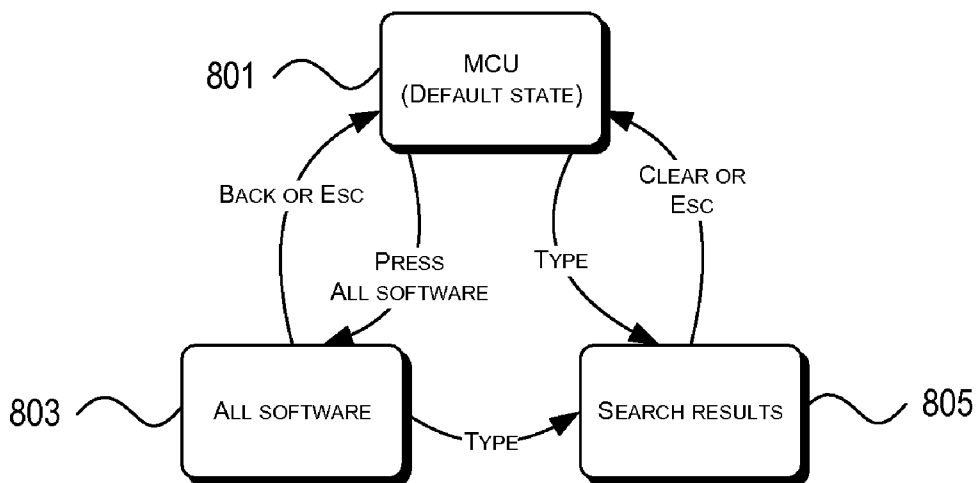 801
MCU
(DEFAULT STATE)
BACK OR ESC
CLEAR OR
ESC
PRESS
ALL SOFTWARE
TYPE
803
ALL SOFTWARE
TYPE
SEARCH RESULTS
805